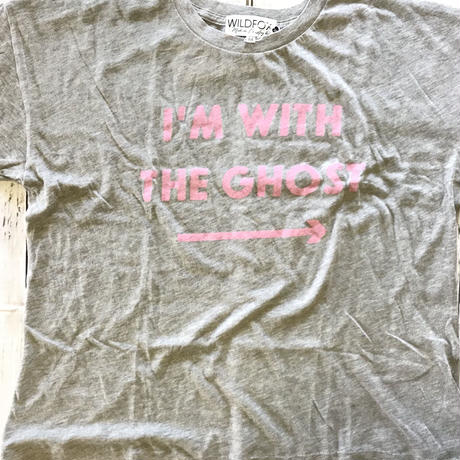 WILDFOX
I'M WITH
THE GHOST